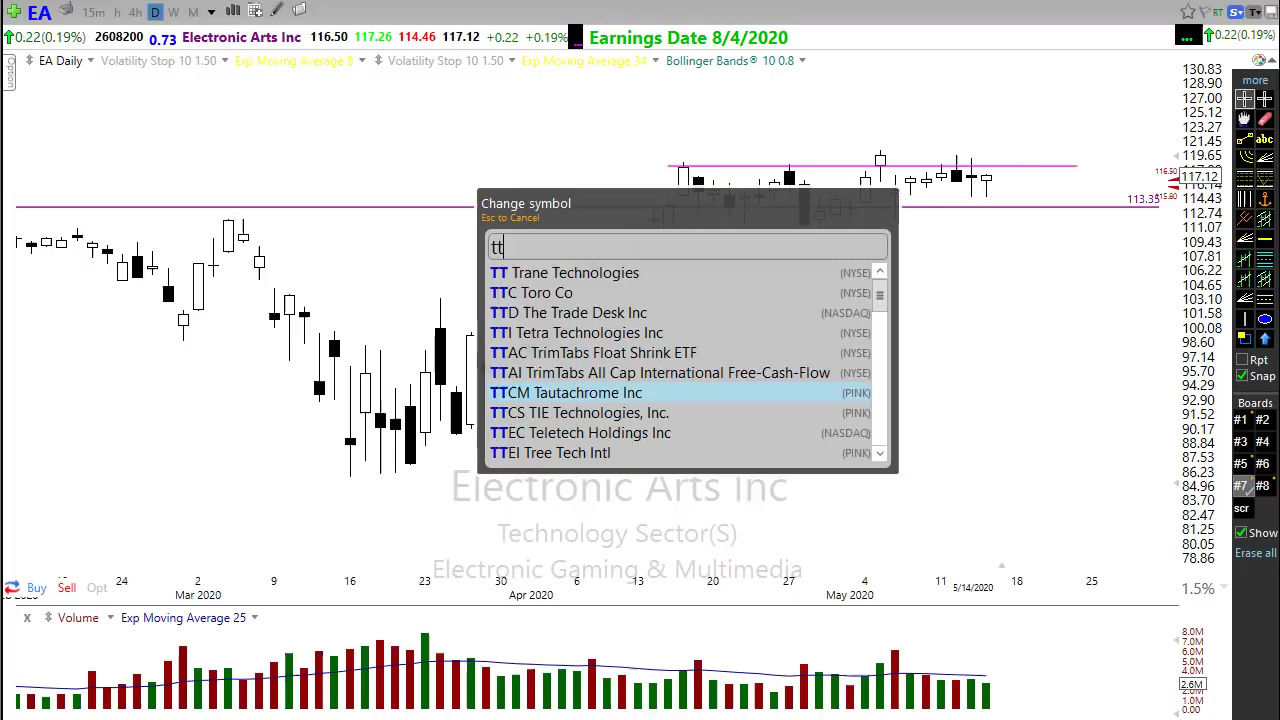 EA 15m h 4h D W M
0.22(0.19%) 2608200 0.73 Electronic Arts Inc 116.50 117.26 114.46 117.12 +0.22 +0.19% Earnings Date 8/4/2020 ... 0.22(0.19%)
RT S T
Option
EA Daily Volatility Stop 10 1.50 Exp Moving Average 8 Volatility Stop 10 1.50 Exp Moving Average 34 Bollinger Bands® 10 0.8
more
abc
130.83
128.90
127.00
125.12
123.27
121.45
119.65
116.50
117.12
116.14
115.80
113.35
114.43
112.74
111.07
109.43
107.81
106.22
104.65
103.10
101.58
100.08
98.60
97.14
95.70
94.29
92.90
91.52
90.17
88.84
87.53
86.23
84.96
83.70
82.47
81.25
80.05
78.86
1.5%
Change symbol
Esc to Cancel
tt
TT Trane Technologies (NYSE)
TTC Toro Co (NYSE)
TTD The Trade Desk Inc (NASDAQ)
TTI Tetra Technologies Inc (NYSE)
TTAC TrimTabs Float Shrink ETF (NYSE)
TTAI TrimTabs All Cap International Free-Cash-Flow (NYSE)
TTCM Tautachrome Inc (PINK)
TTCS TIE Technologies, Inc. (PINK)
TTEC Teletech Holdings Inc (NASDAQ)
TTEI Tree Tech Intl (PINK)
Electronic Arts Inc
Technology Sector(S)
Electronic Gaming & Multimedia
Rpt
Snap
Boards
#1 #2
#3 #4
#5 #6
#7 #8
scr
Show
Erase all
Buy Sell Opt
24 2 9 16 23 30 6 13 20 27 4 11 5/14/2020 18 25
Mar 2020 Apr 2020 May 2020
X Volume Exp Moving Average 25
8.0M
7.0M
6.0M
5.0M
4.0M
2.6M
2.0M
1.0M
0.00